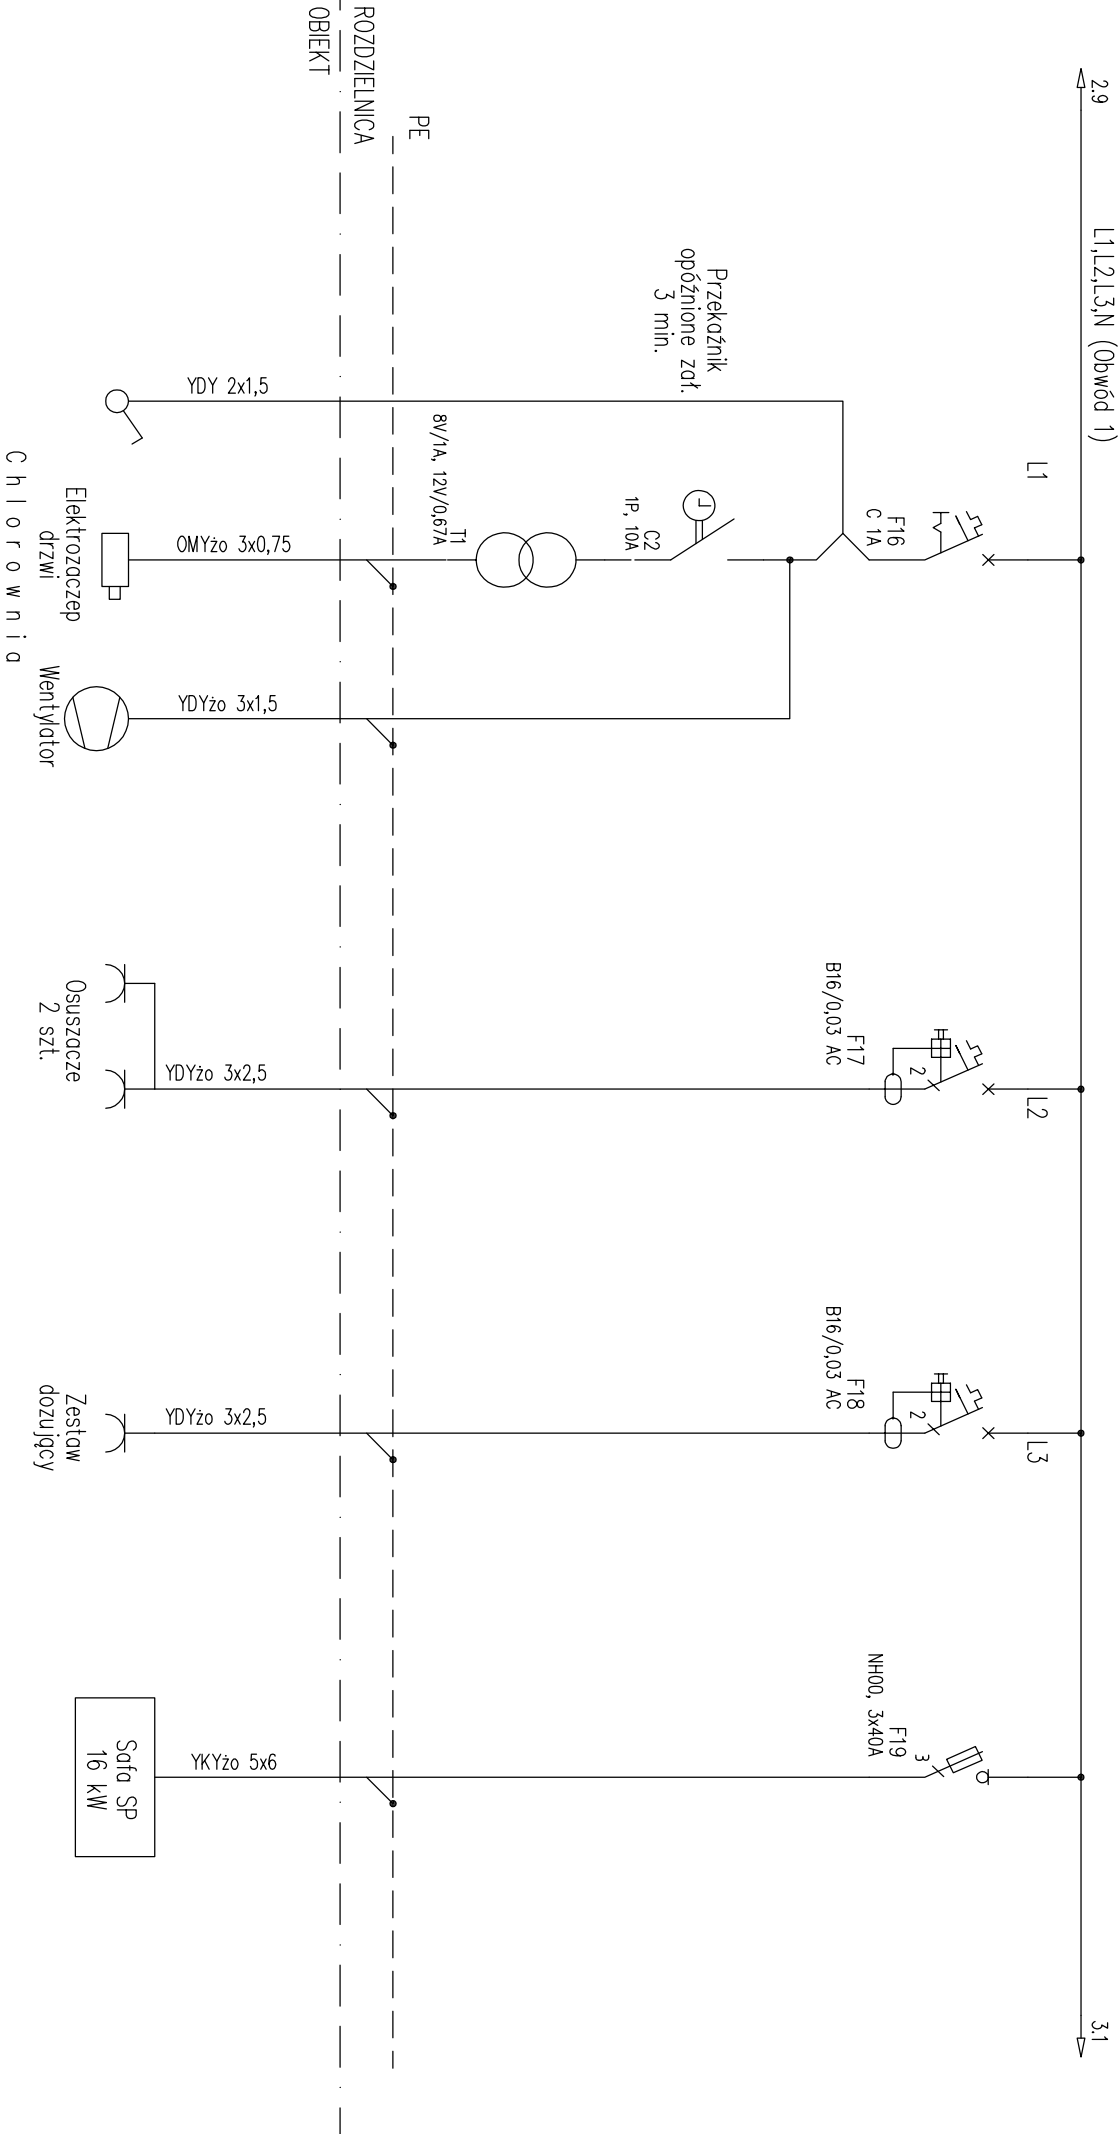 2.9
L1,L2,L3,N (Obwód 1)
3.1
L1
L2
L3
F16
C 1A
F17
B16/0,03 AC
2
F18
B16/0,03 AC
2
F19
NH00, 3x40A
3
Przekaźnik
opóźnione zał.
3 min.
C2
1P, 10A
T1
8V/1A, 12V/0,67A
PE
ROZDZIELNICA
OBIEKT
YDY 2x1,5
OMYżo 3x0,75
YDYżo 3x1,5
YDYżo 3x2,5
YDYżo 3x2,5
YKYżo 5x6
Elektrozaczep
drzwi
Wentylator
Chlorownia
Osuszacze
2 szt.
Zestaw
dozujący
Safa SP
16 kW